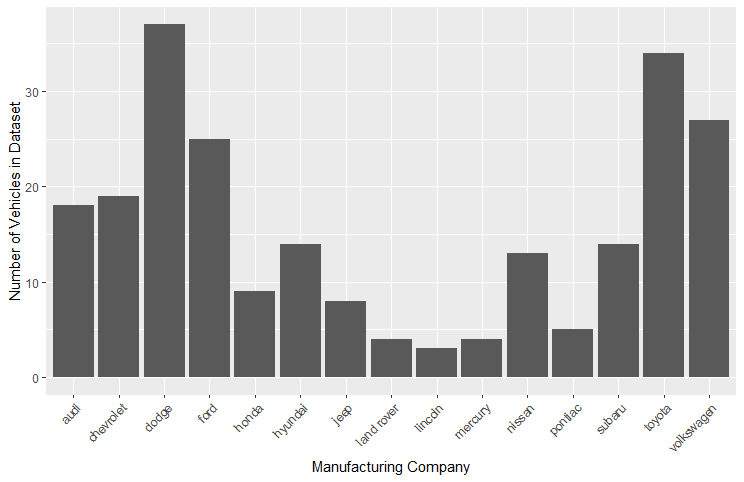 Number of Vehicles in Dataset
30
20
10
0
audi
chevrolet
dodge
ford
honda
hyundai
jeep
land rover
lincoln
mercury
nissan
pontiac
subaru
toyota
volkswagen
Manufacturing Company